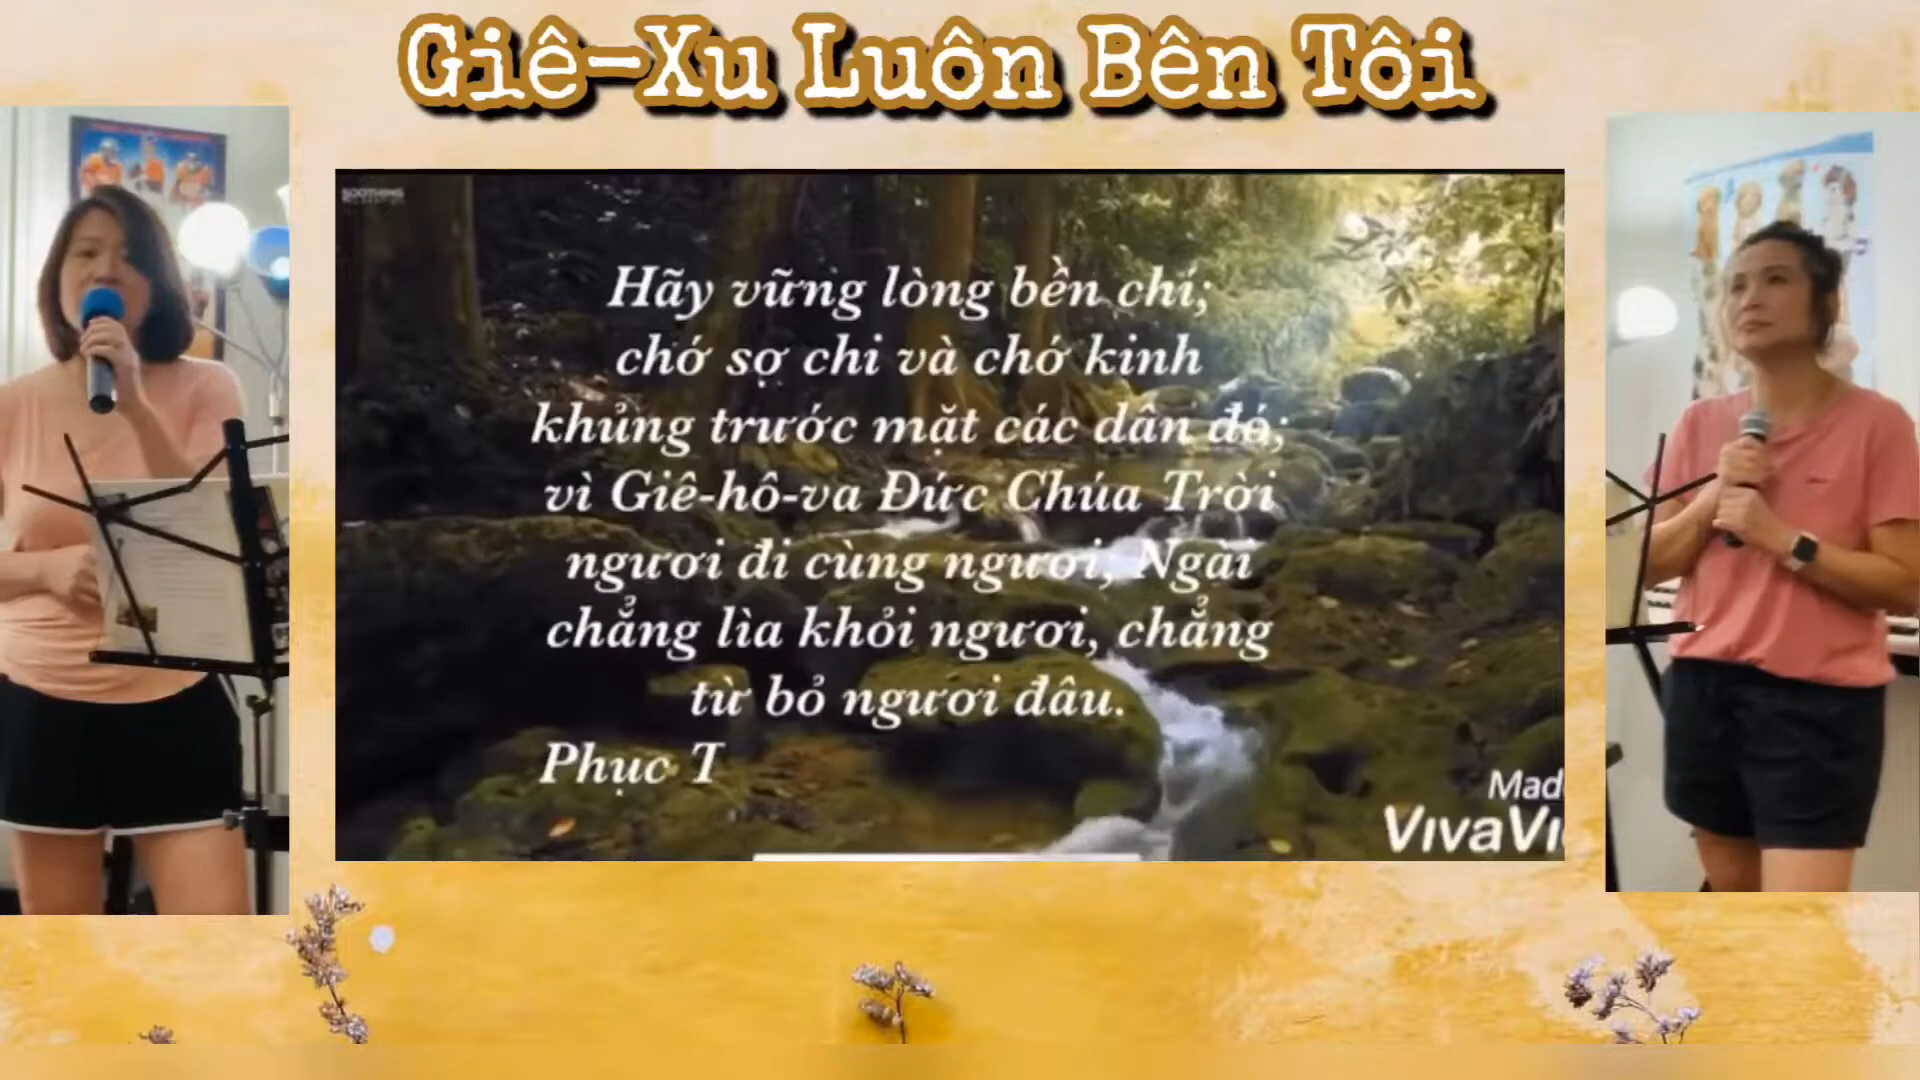 Giê-Xu Luôn Bên Tôi
SOOTHING
Hãy vững lòng bền chí;
chớ sợ chi và chớ kinh
khủng trước mặt các dân đó;
vì Giê-hô-va Đức Chúa Trời
ngươi đi cùng ngươi; Ngài
chẳng lìa khỏi ngươi, chẳng
từ bỏ ngươi đâu.
Phục T
Mad
VivaVi